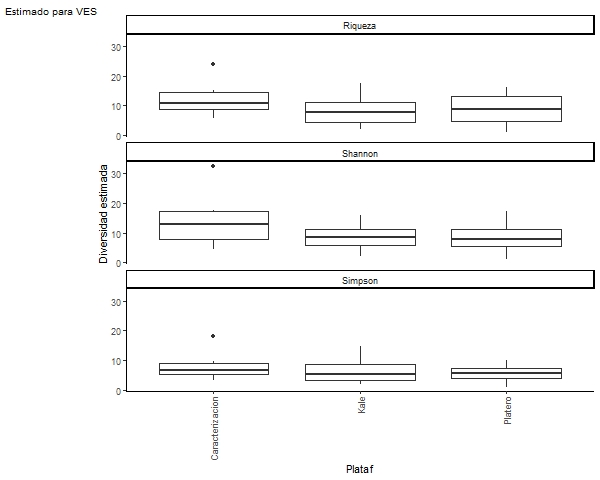 Estimado para VES
Riqueza
30
20
10
0
Shannon
30
20
10
0
Simpson
30
20
10
0
Diversidad estimada
Caracterizacion
Kale
Platero
Plataf